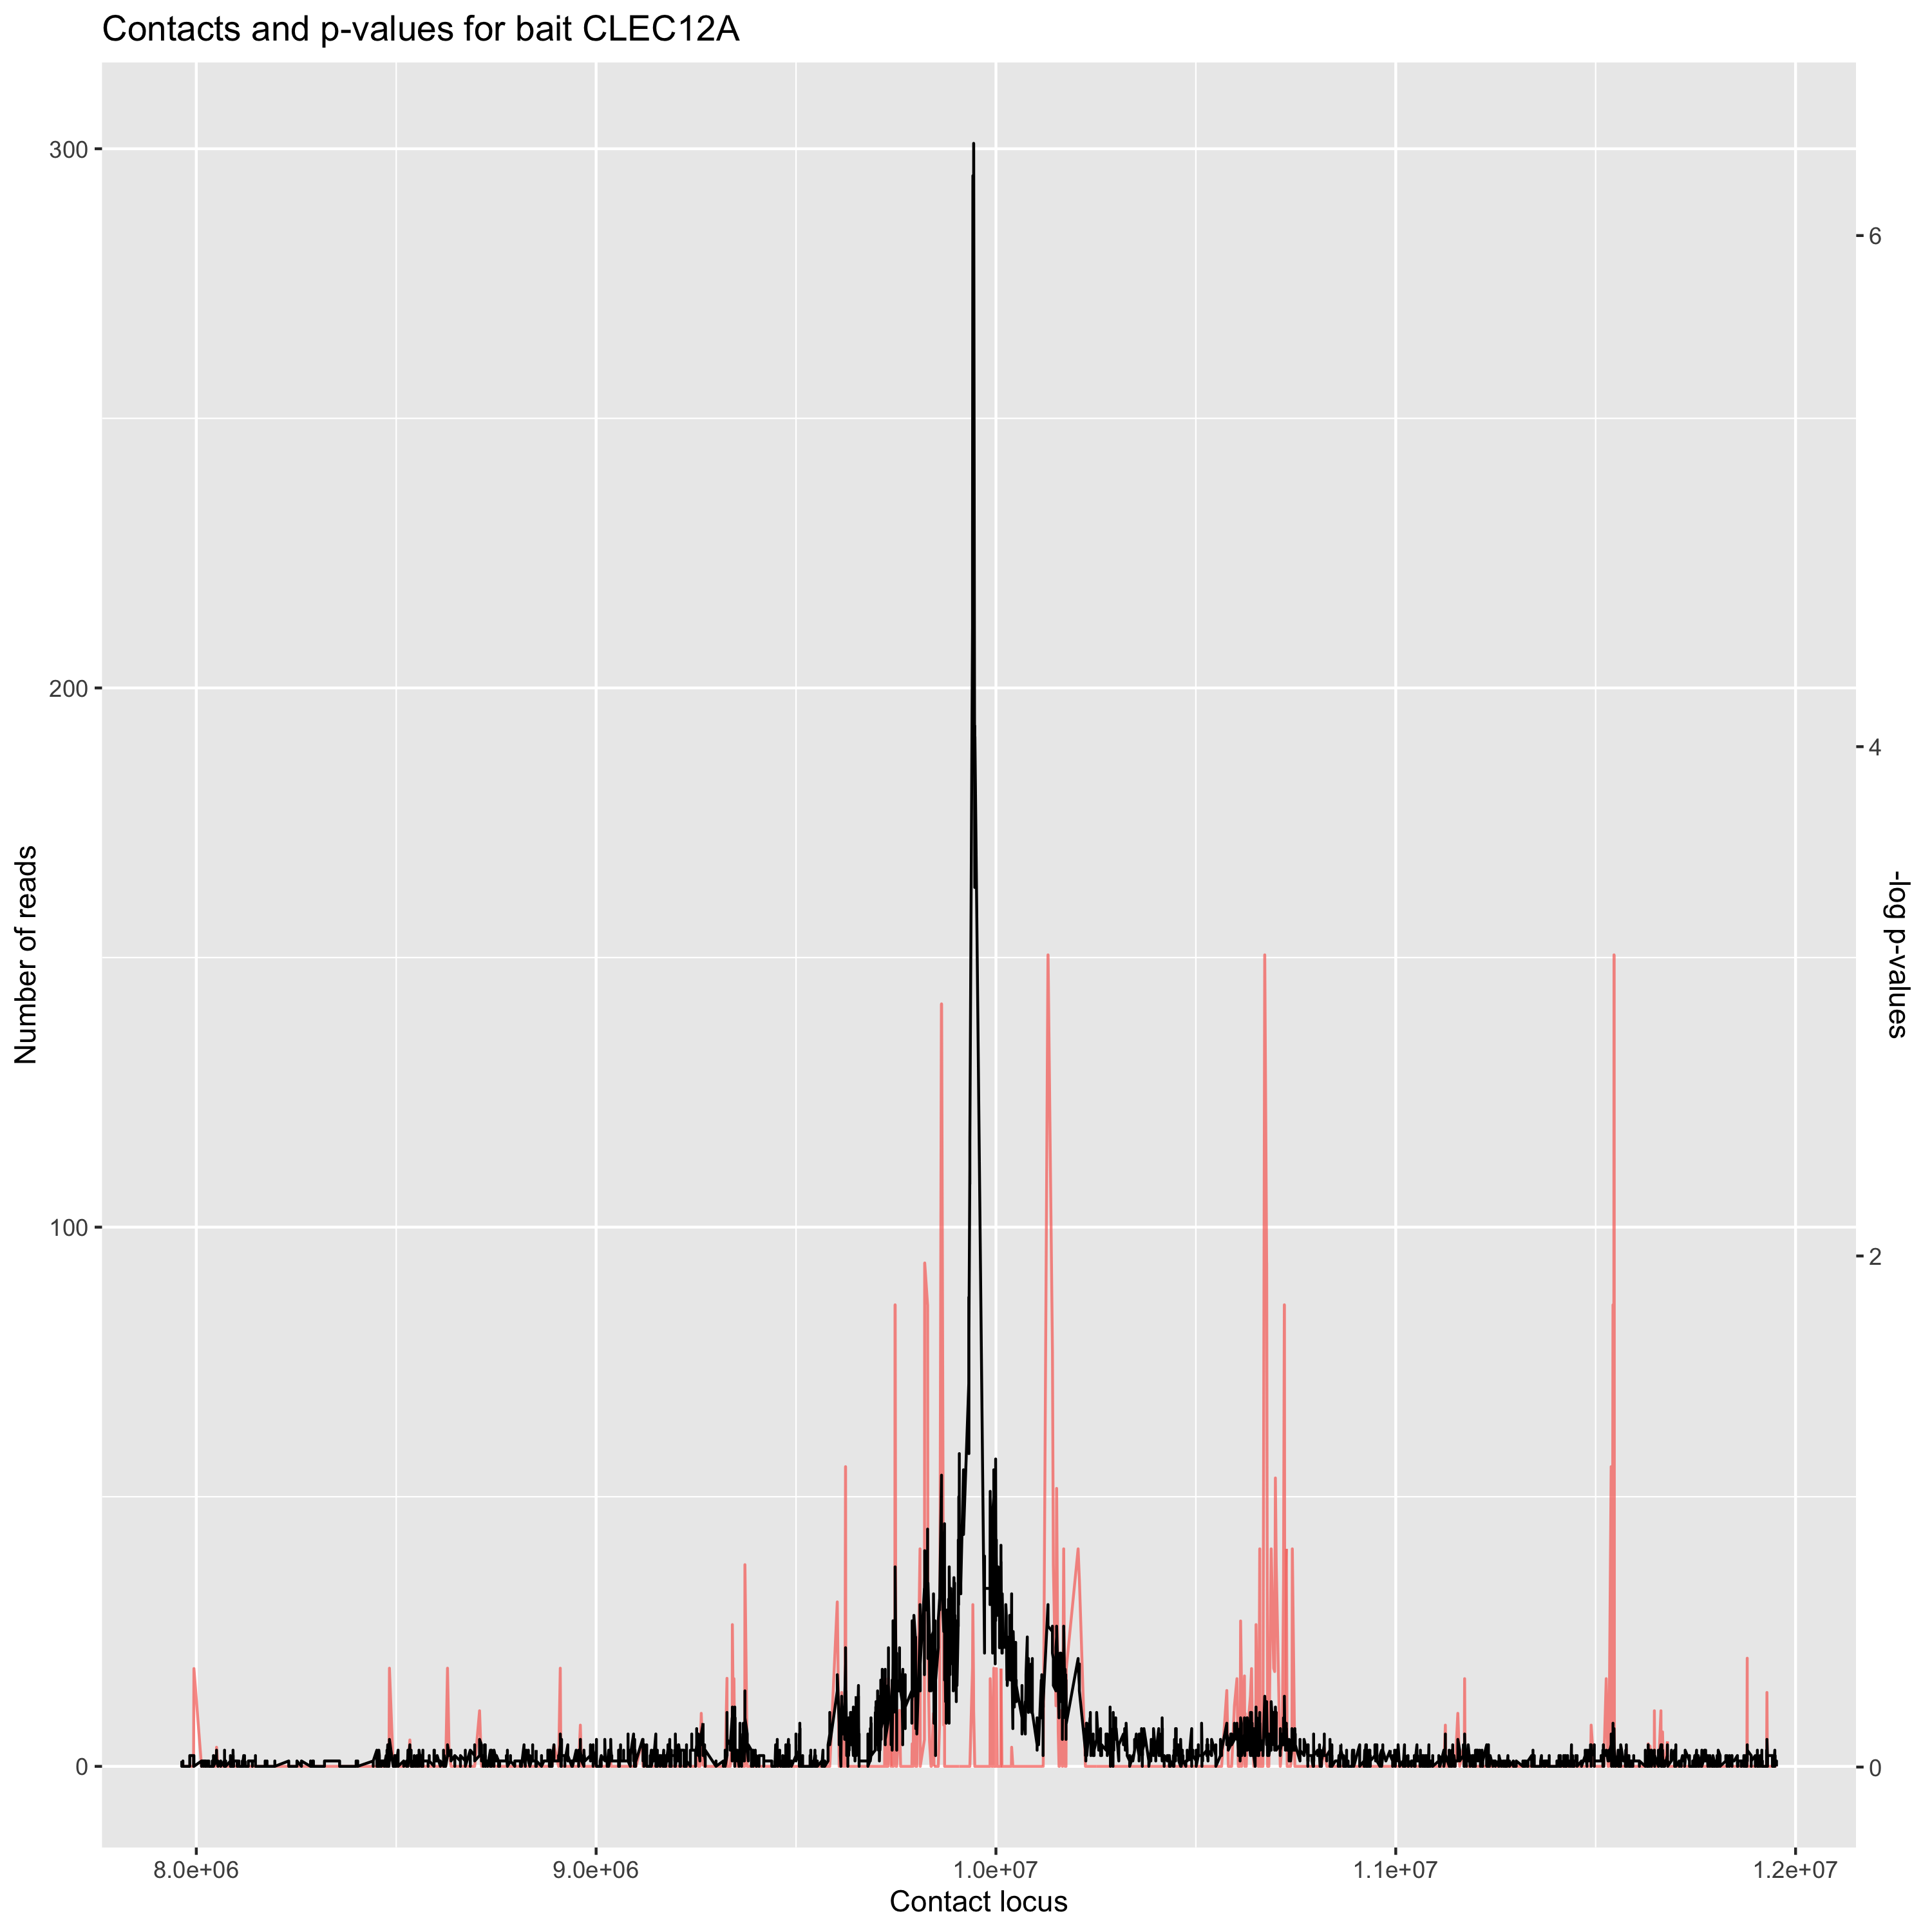 Contacts and p-values for bait CLEC12A
300
200
100
0
Number of reads
6
4
2
0
-log p-values
8.0e+06 9.0e+06 1.0e+07 1.1e+07 1.2e+07
Contact locus